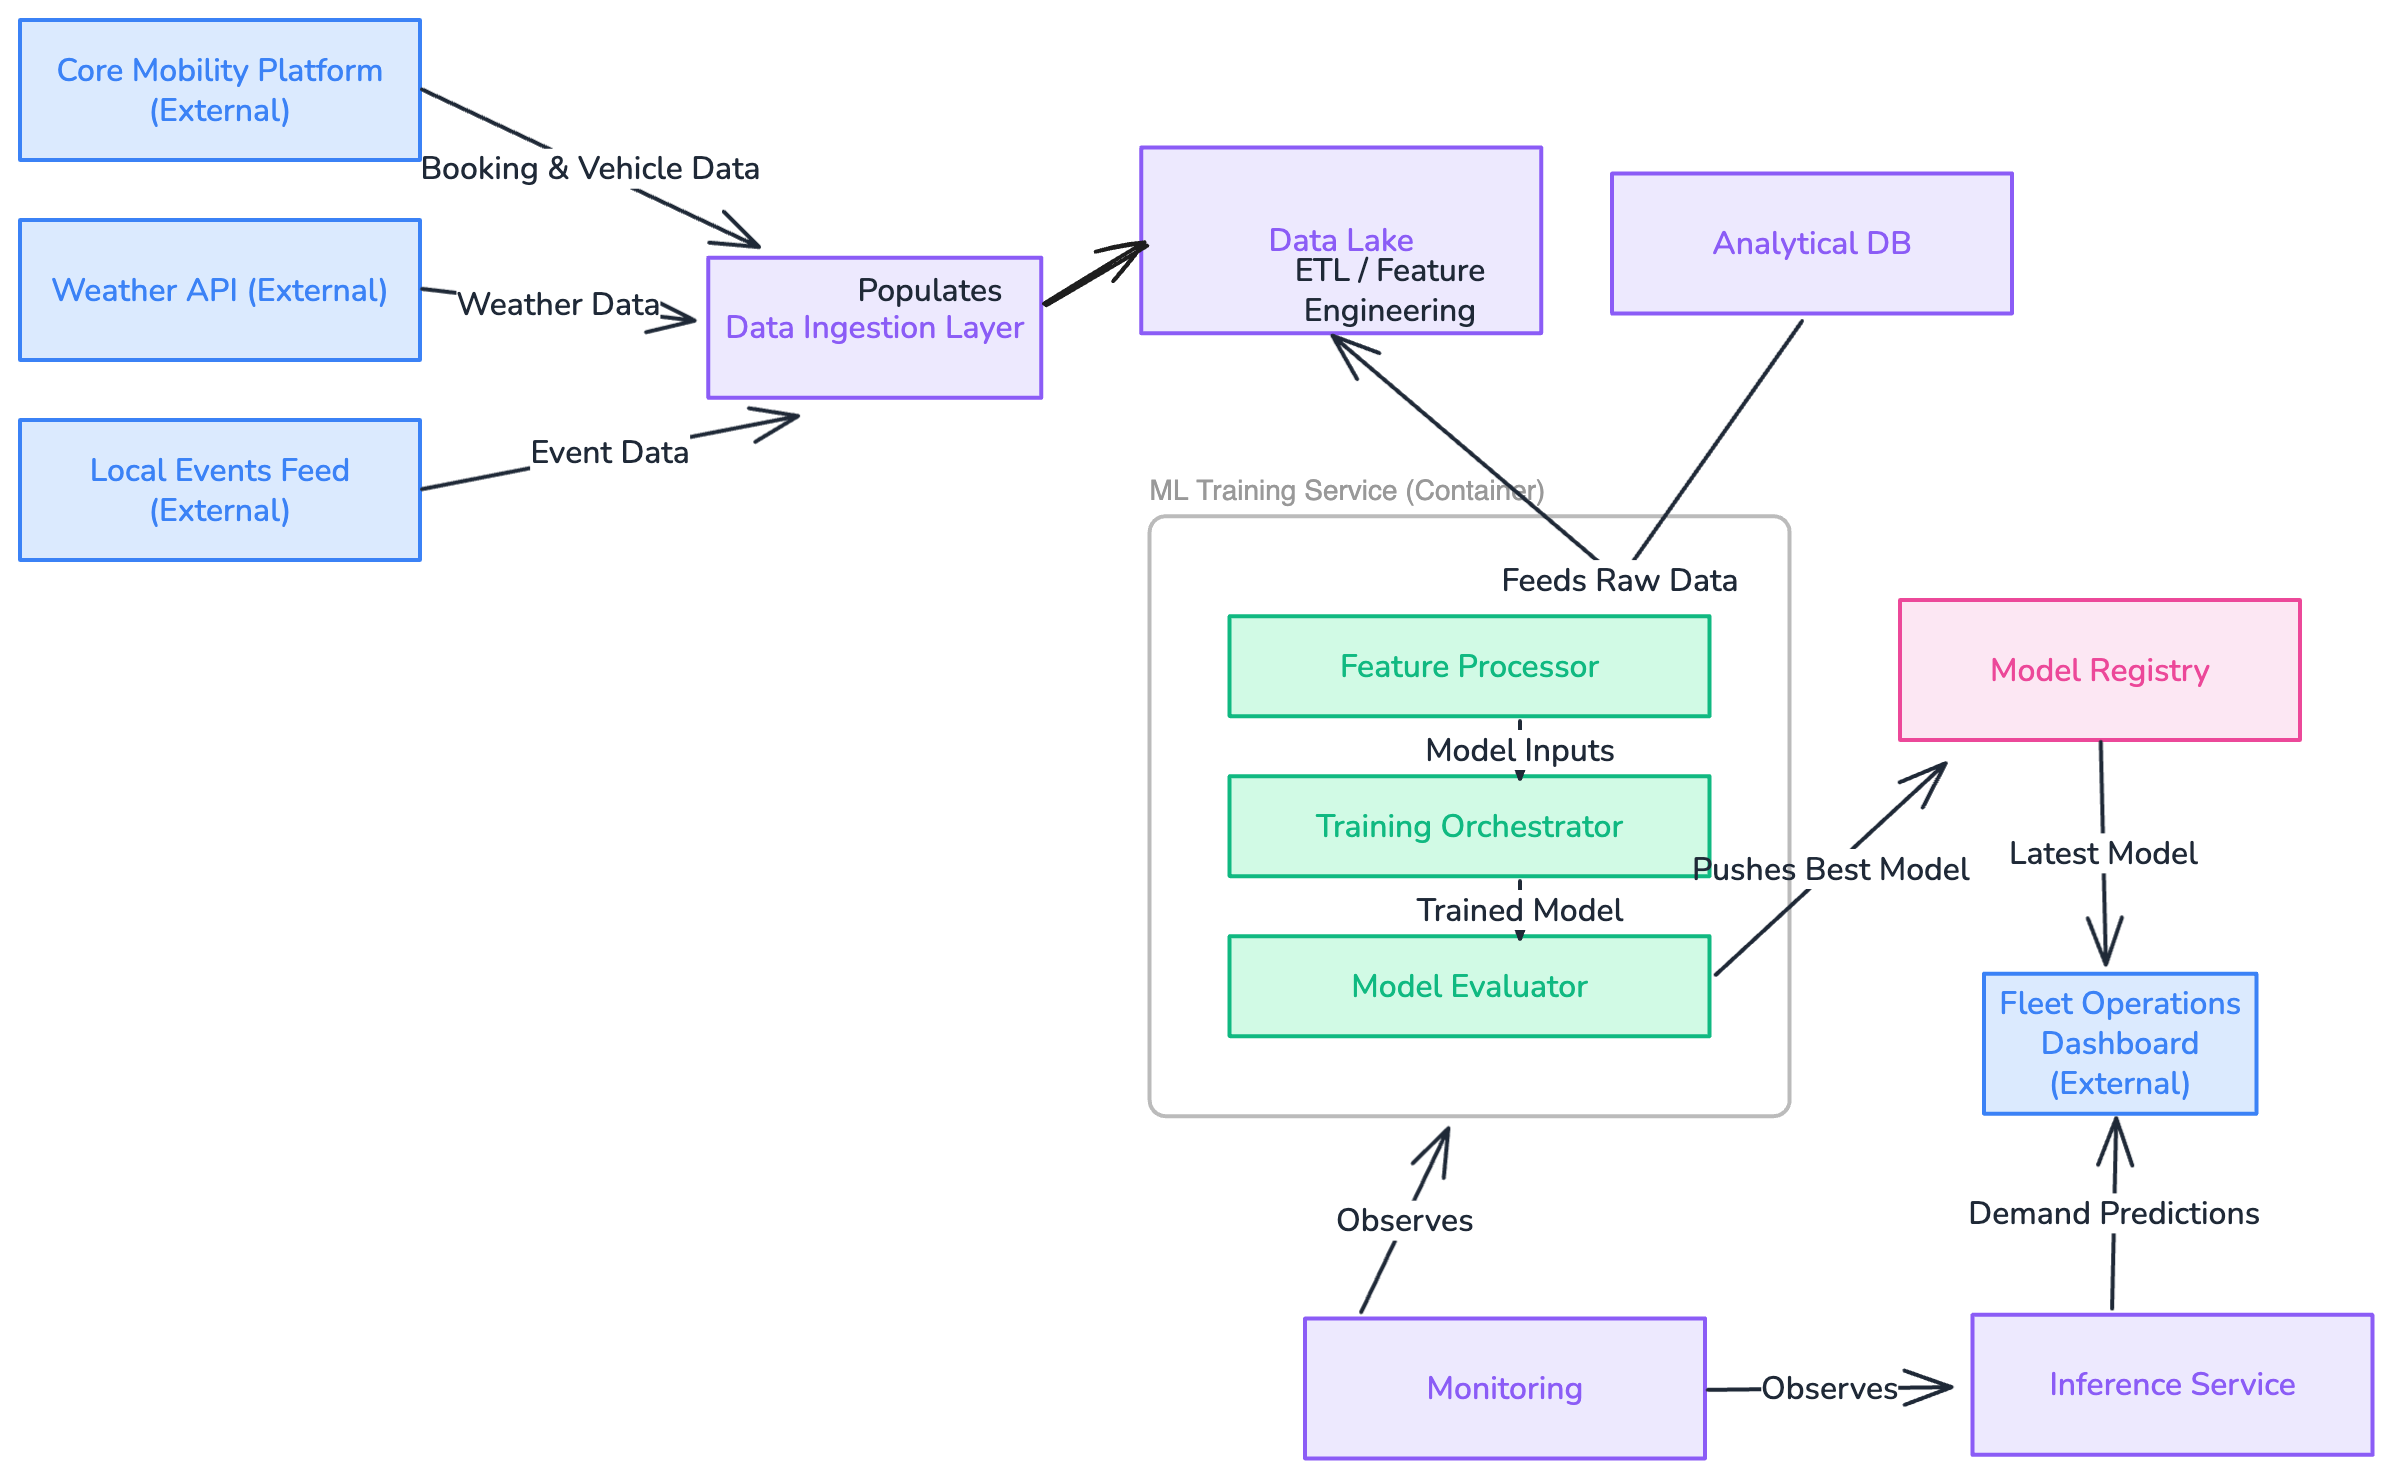 Core Mobility Platform
(External)
Booking & Vehicle Data
Weather API (External)
Weather Data
Local Events Feed
(External)
Event Data
Populates
Data Ingestion Layer
Data Lake
ETL / Feature
Engineering
Analytical DB
ML Training Service (Container)
Feeds Raw Data
Feature Processor
Model Inputs
Training Orchestrator
Trained Model
Model Evaluator
Pushes Best Model
Model Registry
Latest Model
Fleet Operations
Dashboard
(External)
Demand Predictions
Observes
Monitoring
Observes
Inference Service